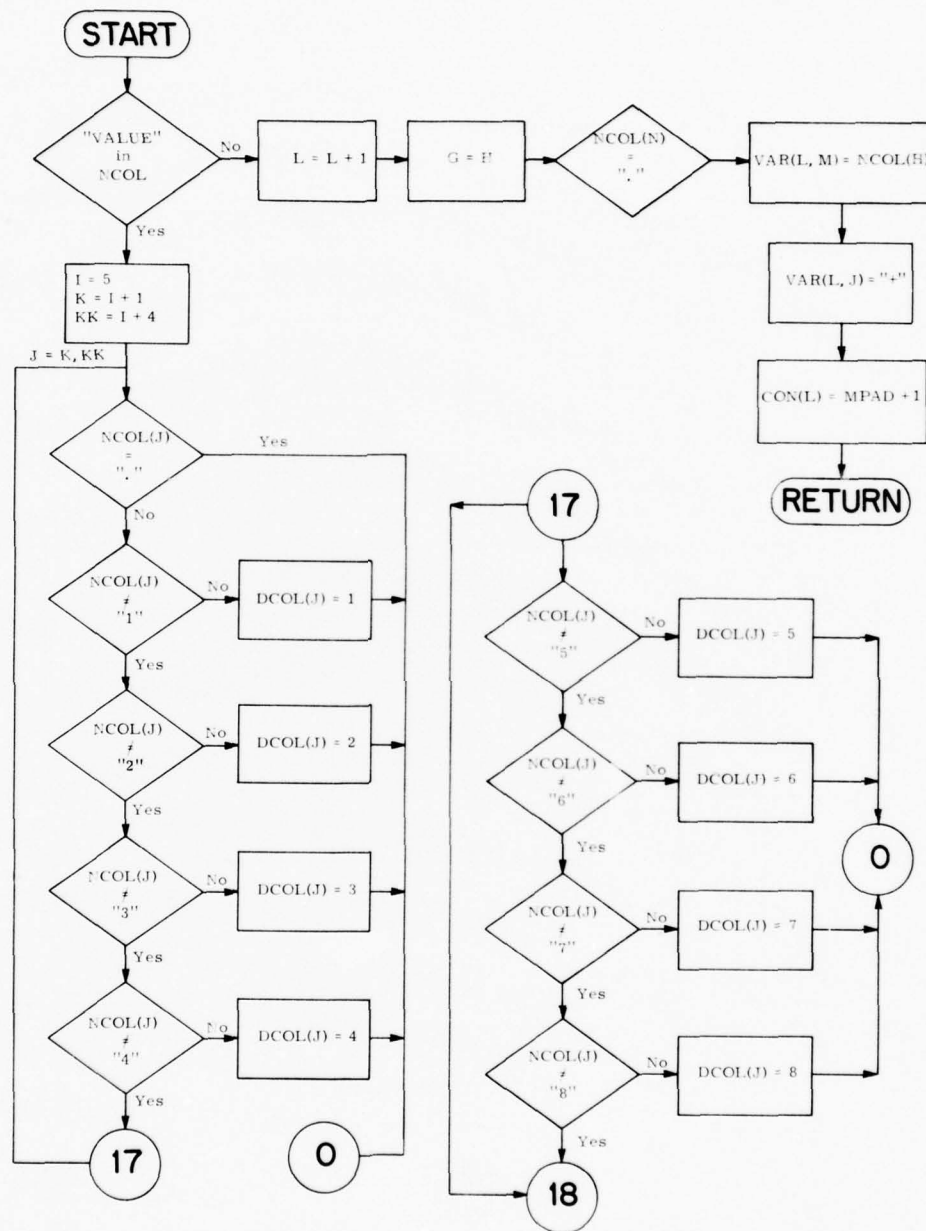 START
"VALUE"
in
NCOL
No
L = L + 1
G = H
NCOL(N)
=
"."
VAR(L, M) = NCOL(H)
Yes
VAR(L, J) = "+"
I = 5
K = I + 1
KK = I + 4
J = K, KK
CON(L) = MPAD + 1
RETURN
NCOL(J)
=
"."
Yes
No
NCOL(J)
≠
"1"
No
DCOL(J) = 1
Yes
NCOL(J)
≠
"2"
No
DCOL(J) = 2
Yes
NCOL(J)
≠
"3"
No
DCOL(J) = 3
Yes
NCOL(J)
≠
"4"
No
DCOL(J) = 4
Yes
17
0
17
NCOL(J)
≠
"5"
No
DCOL(J) = 5
Yes
NCOL(J)
≠
"6"
No
DCOL(J) = 6
Yes
0
NCOL(J)
≠
"7"
No
DCOL(J) = 7
Yes
NCOL(J)
≠
"8"
No
DCOL(J) = 8
Yes
18